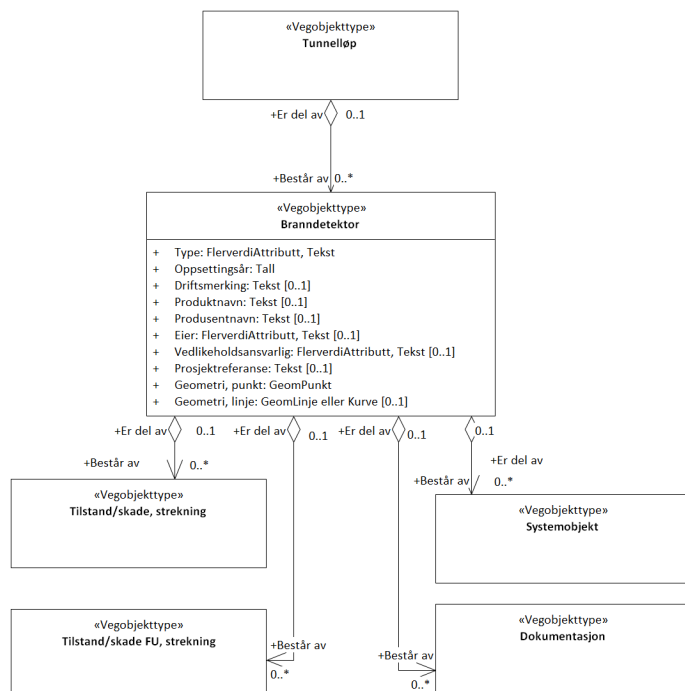 «Vegobjekttype»
Tunnelløp
+Er del av 0..1
+Består av 0..*
«Vegobjekttype»
Branndetektor
+ Type: FlerverdiAttributt, Tekst
+ Oppsettingsår: Tall
+ Driftsmerking: Tekst [0..1]
+ Produktnavn: Tekst [0..1]
+ Produsentnavn: Tekst [0..1]
+ Eier: FlerverdiAttributt, Tekst [0..1]
+ Vedlikeholdsansvarlig: FlerverdiAttributt, Tekst [0..1]
+ Prosjektreferanse: Tekst [0..1]
+ Geometri, punkt: GeomPunkt
+ Geometri, linje: GeomLinje eller Kurve [0..1]
+Er del av 0..1 +Er del av 0..1 +Er del av 0..1 0..1
+Er del av
+Består av 0..*
+Består av 0..*
«Vegobjekttype»
Tilstand/skade, strekning
«Vegobjekttype»
Systemobjekt
«Vegobjekttype»
Tilstand/skade FU, strekning
+Består av
0..*
+Består av
0..*
«Vegobjekttype»
Dokumentasjon